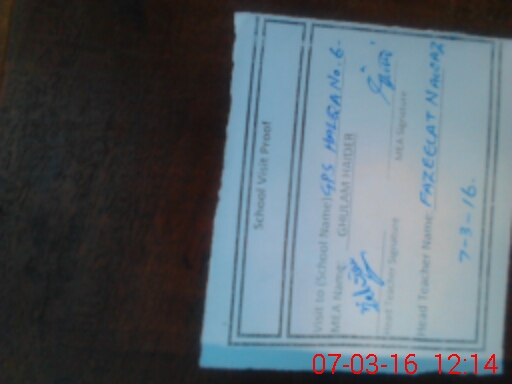 School Visit Proof
Visit to (School Name) GPS HALQA No. 6.
MEA Name: GHULAM HAIDER
Head Teacher Signature MEA Signature
Head Teacher Name FAZEELAT NAWAZ
7-3-16.
07-03-16 12:14